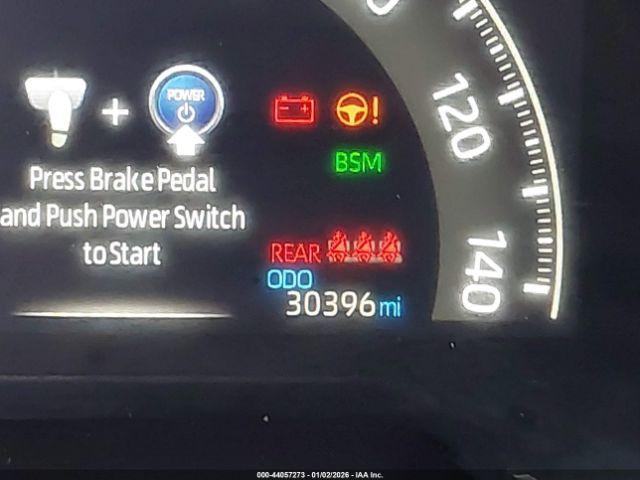 POWER
+
Press Brake Pedal
and Push Power Switch
to Start
!
BSM
REAR
ODO
30396 mi
120
140
000-44057273 - 01/02/2026 - IAA Inc.